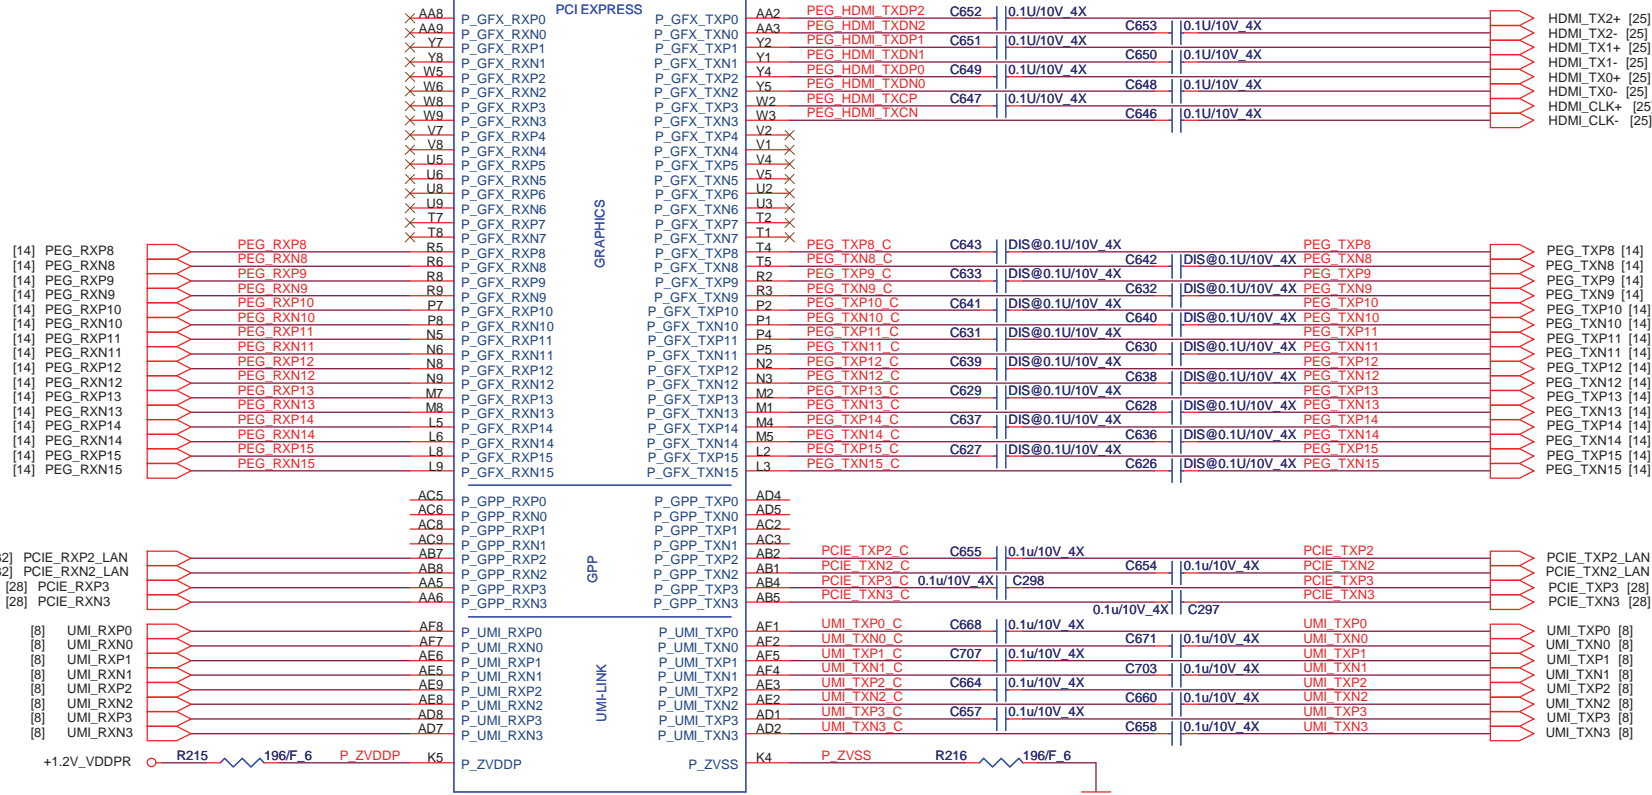 PCI EXPRESS
AA8 P_GFX_RXP0 P_GFX_TXP0 AA2 PEG_HDMI_TXDP2 C652 0.1U/10V_4X HDMI_TX2+ [25]
AA9 P_GFX_RXN0 P_GFX_TXN0 AA3 PEG_HDMI_TXDN2 C653 0.1U/10V_4X HDMI_TX2- [25]
Y7 P_GFX_RXP1 P_GFX_TXP1 Y2 PEG_HDMI_TXDP1 C651 0.1U/10V_4X HDMI_TX1+ [25]
Y8 P_GFX_RXN1 P_GFX_TXN1 Y1 PEG_HDMI_TXDN1 C650 0.1U/10V_4X HDMI_TX1- [25]
W5 P_GFX_RXP2 P_GFX_TXP2 Y4 PEG_HDMI_TXDP0 C649 0.1U/10V_4X HDMI_TX0+ [25]
W6 P_GFX_RXN2 P_GFX_TXN2 Y5 PEG_HDMI_TXDN0 C648 0.1U/10V_4X HDMI_TX0- [25]
W8 P_GFX_RXP3 P_GFX_TXP3 W2 PEG_HDMI_TXCP C647 0.1U/10V_4X HDMI_CLK+ [25
W9 P_GFX_RXN3 P_GFX_TXN3 W3 PEG_HDMI_TXCN C646 0.1U/10V_4X HDMI_CLK- [25]
V7 P_GFX_RXP4 P_GFX_TXP4 V2
V8 P_GFX_RXN4 P_GFX_TXN4 V1
U5 P_GFX_RXP5 P_GFX_TXP5 V4
U6 P_GFX_RXN5 P_GFX_TXN5 V5
U8 P_GFX_RXP6 P_GFX_TXP6 U2
U9 P_GFX_RXN6 P_GFX_TXN6 U3
T7 P_GFX_RXP7 P_GFX_TXP7 T2
T8 P_GFX_RXN7 P_GFX_TXN7 T1
GRAPHICS
[14] PEG_RXP8 PEG_RXP8 R5 P_GFX_RXP8 P_GFX_TXP8 T4 PEG_TXP8_C C643 DIS@0.1U/10V_4X PEG_TXP8 PEG_TXP8 [14]
[14] PEG_RXN8 PEG_RXN8 R6 P_GFX_RXN8 P_GFX_TXN8 T5 PEG_TXN8_C C642 DIS@0.1U/10V_4X PEG_TXN8 PEG_TXN8 [14]
[14] PEG_RXP9 PEG_RXP9 R8 P_GFX_RXP9 P_GFX_TXP9 R2 PEG_TXP9_C C633 DIS@0.1U/10V_4X PEG_TXP9 PEG_TXP9 [14]
[14] PEG_RXN9 PEG_RXN9 R9 P_GFX_RXN9 P_GFX_TXN9 R3 PEG_TXN9_C C632 DIS@0.1U/10V_4X PEG_TXN9 PEG_TXN9 [14]
[14] PEG_RXP10 PEG_RXP10 P7 P_GFX_RXP10 P_GFX_TXP10 P2 PEG_TXP10_C C641 DIS@0.1U/10V_4X PEG_TXP10 PEG_TXP10 [14]
[14] PEG_RXN10 PEG_RXN10 P8 P_GFX_RXN10 P_GFX_TXN10 P1 PEG_TXN10_C C640 DIS@0.1U/10V_4X PEG_TXN10 PEG_TXN10 [14]
[14] PEG_RXP11 PEG_RXP11 N5 P_GFX_RXP11 P_GFX_TXP11 P4 PEG_TXP11_C C631 DIS@0.1U/10V_4X PEG_TXP11 PEG_TXP11 [14]
[14] PEG_RXN11 PEG_RXN11 N6 P_GFX_RXN11 P_GFX_TXN11 P5 PEG_TXN11_C C630 DIS@0.1U/10V_4X PEG_TXN11 PEG_TXN11 [14]
[14] PEG_RXP12 PEG_RXP12 N8 P_GFX_RXP12 P_GFX_TXP12 N2 PEG_TXP12_C C639 DIS@0.1U/10V_4X PEG_TXP12 PEG_TXP12 [14]
[14] PEG_RXN12 PEG_RXN12 N9 P_GFX_RXN12 P_GFX_TXN12 N3 PEG_TXN12_C C638 DIS@0.1U/10V_4X PEG_TXN12 PEG_TXN12 [14]
[14] PEG_RXP13 PEG_RXP13 M7 P_GFX_RXP13 P_GFX_TXP13 M2 PEG_TXP13_C C629 DIS@0.1U/10V_4X PEG_TXP13 PEG_TXP13 [14]
[14] PEG_RXN13 PEG_RXN13 M8 P_GFX_RXN13 P_GFX_TXN13 M1 PEG_TXN13_C C628 DIS@0.1U/10V_4X PEG_TXN13 PEG_TXN13 [14]
[14] PEG_RXP14 PEG_RXP14 L5 P_GFX_RXP14 P_GFX_TXP14 M4 PEG_TXP14_C C637 DIS@0.1U/10V_4X PEG_TXP14 PEG_TXP14 [14]
[14] PEG_RXN14 PEG_RXN14 L6 P_GFX_RXN14 P_GFX_TXN14 M5 PEG_TXN14_C C636 DIS@0.1U/10V_4X PEG_TXN14 PEG_TXN14 [14]
[14] PEG_RXP15 PEG_RXP15 L8 P_GFX_RXP15 P_GFX_TXP15 L2 PEG_TXP15_C C627 DIS@0.1U/10V_4X PEG_TXP15 PEG_TXP15 [14]
[14] PEG_RXN15 PEG_RXN15 L9 P_GFX_RXN15 P_GFX_TXN15 L3 PEG_TXN15_C C626 DIS@0.1U/10V_4X PEG_TXN15 PEG_TXN15 [14]
AC5 P_GPP_RXP0 P_GPP_TXP0 AD4
AC6 P_GPP_RXN0 P_GPP_TXN0 AD5
AC8 P_GPP_RXP1 P_GPP_TXP1 AC2
AC9 P_GPP_RXN1 P_GPP_TXN1 AC3
GPP
2] PCIE_RXP2_LAN AB7 P_GPP_RXP2 P_GPP_TXP2 AB2 PCIE_TXP2_C C655 0.1u/10V_4X PCIE_TXP2 PCIE_TXP2_LAN
2] PCIE_RXN2_LAN AB8 P_GPP_RXN2 P_GPP_TXN2 AB1 PCIE_TXN2_C C654 0.1u/10V_4X PCIE_TXN2 PCIE_TXN2_LAN
[28] PCIE_RXP3 AA5 P_GPP_RXP3 P_GPP_TXP3 AB4 PCIE_TXP3_C 0.1u/10V_4X C298 PCIE_TXP3 PCIE_TXP3 [28]
[28] PCIE_RXN3 AA6 P_GPP_RXN3 P_GPP_TXN3 AB5 PCIE_TXN3_C 0.1u/10V_4X C297 PCIE_TXN3 PCIE_TXN3 [28]
[8] UMI_RXP0 AF8 P_UMI_RXP0 P_UMI_TXP0 AF1 UMI_TXP0_C C668 0.1u/10V_4X UMI_TXP0 UMI_TXP0 [8]
[8] UMI_RXN0 AF7 P_UMI_RXN0 P_UMI_TXN0 AF2 UMI_TXN0_C C671 0.1u/10V_4X UMI_TXN0 UMI_TXN0 [8]
[8] UMI_RXP1 AE6 P_UMI_RXP1 P_UMI_TXP1 AF5 UMI_TXP1_C C707 0.1u/10V_4X UMI_TXP1 UMI_TXP1 [8]
[8] UMI_RXN1 AE5 P_UMI_RXN1 P_UMI_TXN1 AF4 UMI_TXN1_C C703 0.1u/10V_4X UMI_TXN1 UMI_TXN1 [8]
[8] UMI_RXP2 AE9 P_UMI_RXP2 P_UMI_TXP2 AE3 UMI_TXP2_C C664 0.1u/10V_4X UMI_TXP2 UMI_TXP2 [8]
[8] UMI_RXN2 AE8 P_UMI_RXN2 P_UMI_TXN2 AE2 UMI_TXN2_C C660 0.1u/10V_4X UMI_TXN2 UMI_TXN2 [8]
[8] UMI_RXP3 AD8 P_UMI_RXP3 P_UMI_TXP3 AD1 UMI_TXP3_C C657 0.1u/10V_4X UMI_TXP3 UMI_TXP3 [8]
[8] UMI_RXN3 AD7 P_UMI_RXN3 P_UMI_TXN3 AD2 UMI_TXN3_C C658 0.1u/10V_4X UMI_TXN3 UMI_TXN3 [8]
UMI-LINK
+1.2V_VDDPR R215 196/F_6 P_ZVDDP K5 P_ZVDDP P_ZVSS K4 P_ZVSS R216 196/F_6